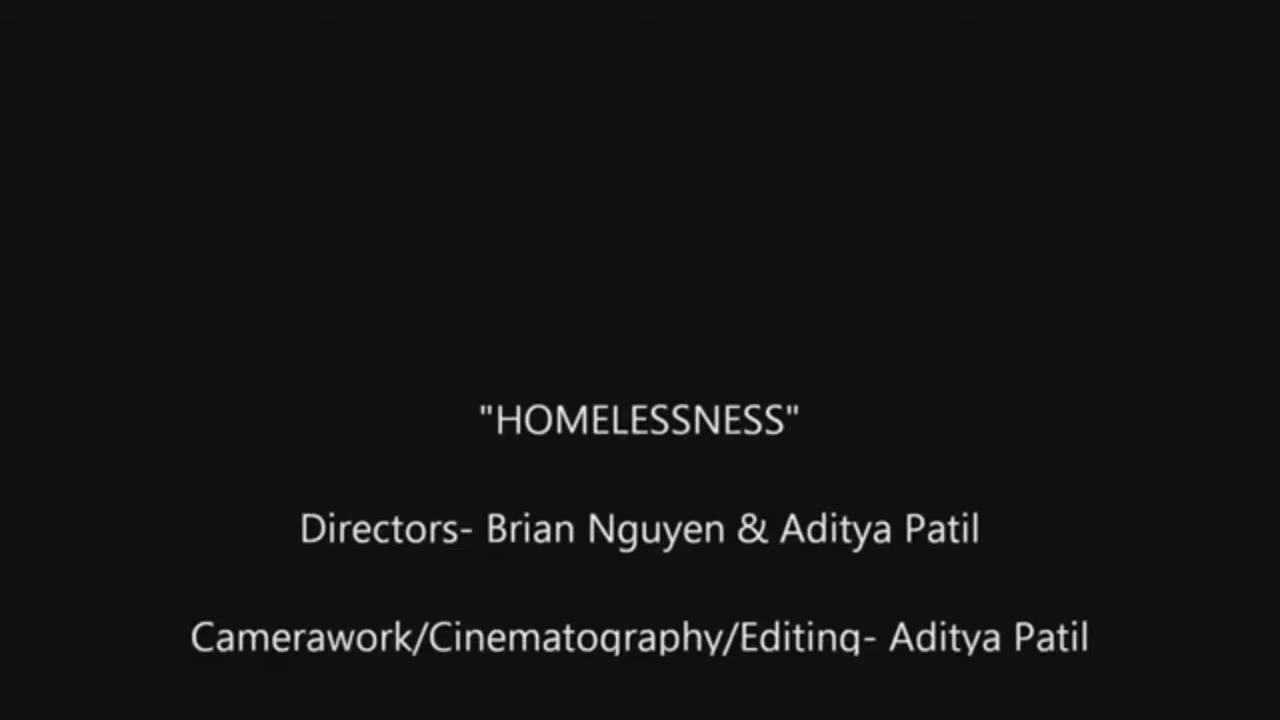 "HOMELESSNESS"
Directors- Brian Nguyen & Aditya Patil
Camerawork/Cinematography/Editing- Aditya Patil